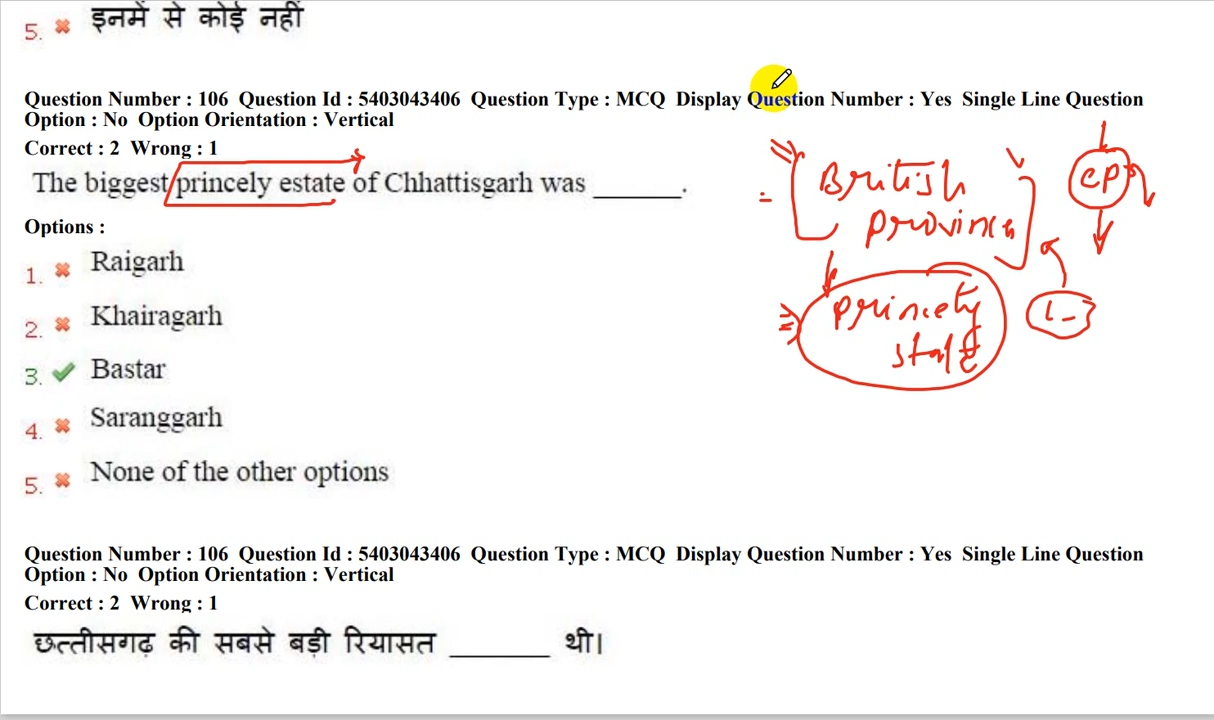 5. इनमें से कोई नहीं
Question Number : 106 Question Id : 5403043406 Question Type : MCQ Display Question Number : Yes Single Line Question
Option : No Option Orientation : Vertical
Correct : 2 Wrong : 1
The biggest princely estate of Chhattisgarh was ______.
Options :
1. Raigarh
2. Khairagarh
3. Bastar
4. Saranggarh
5. None of the other options
British
CP
princely
state
Question Number : 106 Question Id : 5403043406 Question Type : MCQ Display Question Number : Yes Single Line Question
Option : No Option Orientation : Vertical
Correct : 2 Wrong : 1
छत्तीसगढ़ की सबसे बड़ी रियासत ______ थी।